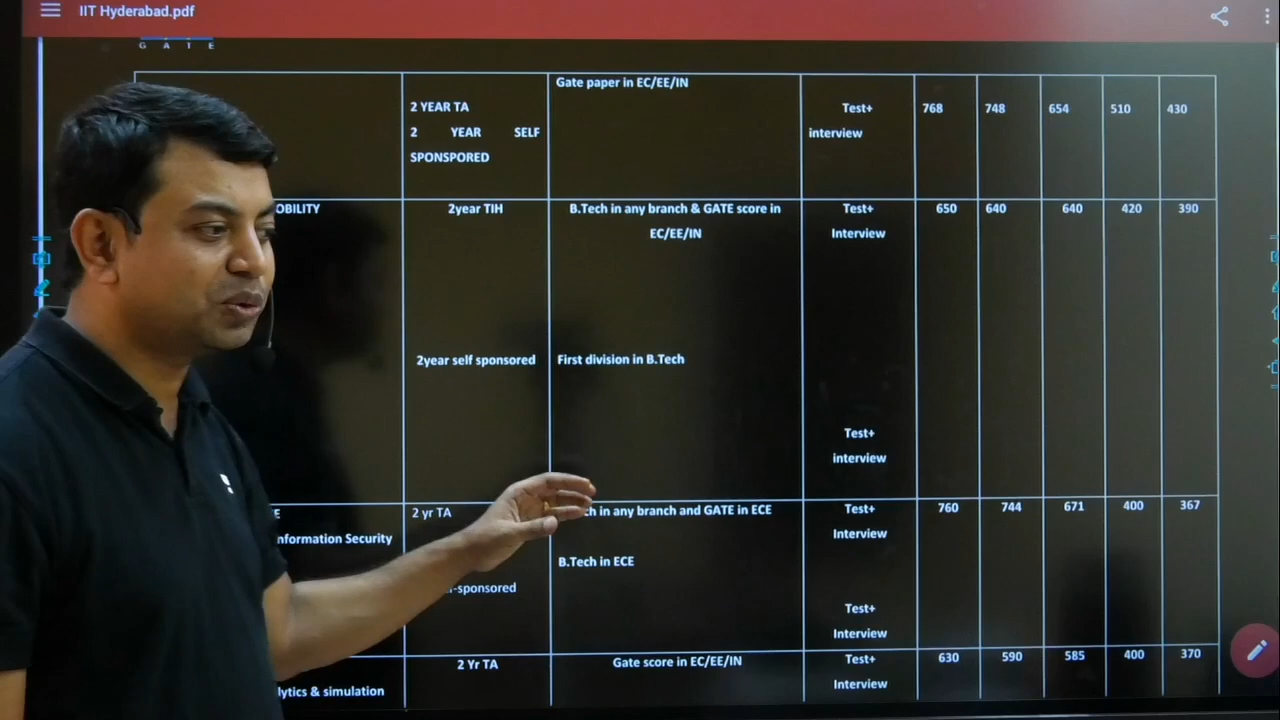 IIT Hyderabad.pdf
G A T E
Gate paper in EC/EE/IN
2 YEAR TA
2 YEAR SELF
SPONSPORED
Test+
interview
768 748 654 510 430
OBILITY
2year TIH
B.Tech in any branch & GATE score in
EC/EE/IN
Test+
Interview
650 640 640 420 390
2year self sponsored
First division in B.Tech
Test+
interview
E
nformation Security
2 yr TA
ch in any branch and GATE in ECE
Test+
Interview
760 744 671 400 367
B.Tech in ECE
-sponsored
Test+
Interview
lytics & simulation
2 Yr TA
Gate score in EC/EE/IN
Test+
Interview
630 590 585 400 370